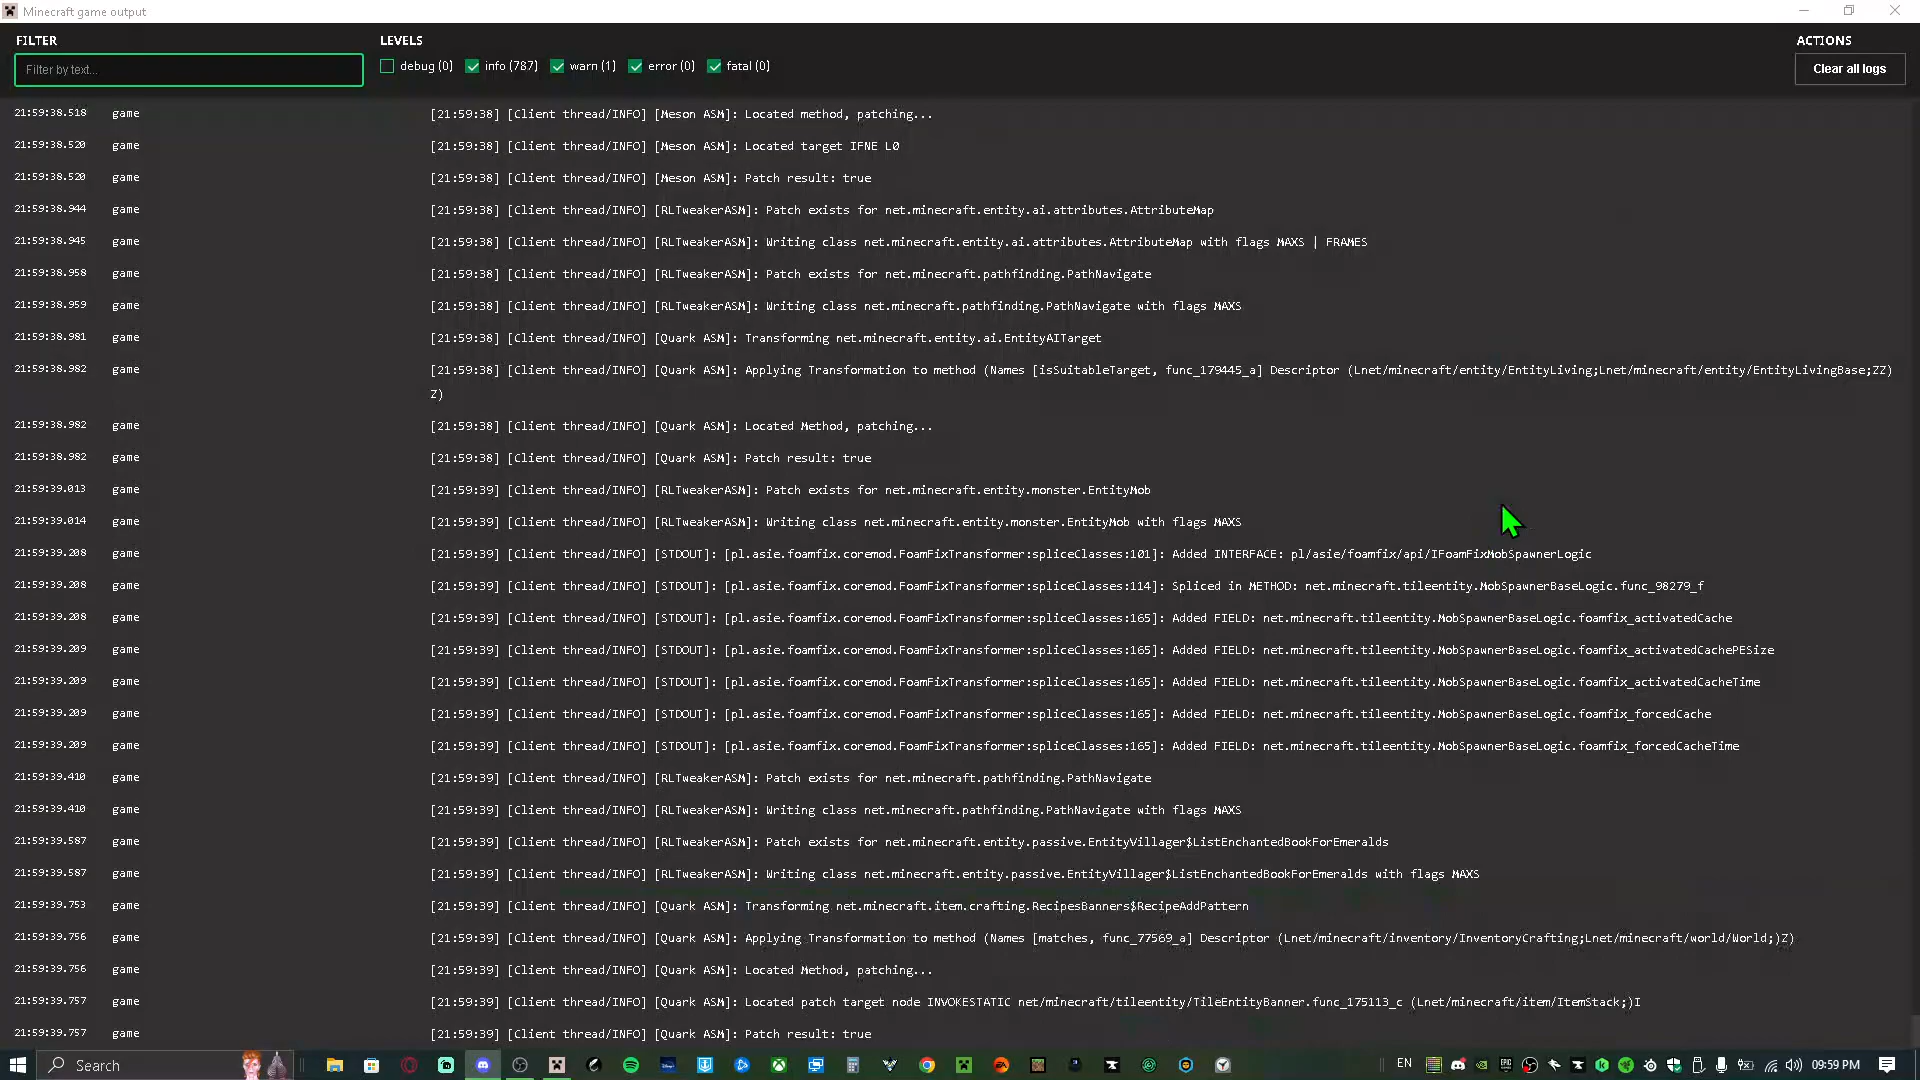 Minecraft game output
FILTER
LEVELS
ACTIONS
Filter by text...
debug (0) info (787) warn (1) error (0) fatal (0)
Clear all logs
21:59:38.518 game [21:59:38] [Client thread/INFO] [Meson ASM]: Located method, patching...
21:59:38.520 game [21:59:38] [Client thread/INFO] [Meson ASM]: Located target IFNE L0
21:59:38.520 game [21:59:38] [Client thread/INFO] [Meson ASM]: Patch result: true
21:59:38.944 game [21:59:38] [Client thread/INFO] [RLTweakerASM]: Patch exists for net.minecraft.entity.ai.attributes.AttributeMap
21:59:38.945 game [21:59:38] [Client thread/INFO] [RLTweakerASM]: Writing class net.minecraft.entity.ai.attributes.AttributeMap with flags MAXS | FRAMES
21:59:38.958 game [21:59:38] [Client thread/INFO] [RLTweakerASM]: Patch exists for net.minecraft.pathfinding.PathNavigate
21:59:38.959 game [21:59:38] [Client thread/INFO] [RLTweakerASM]: Writing class net.minecraft.pathfinding.PathNavigate with flags MAXS
21:59:38.981 game [21:59:38] [Client thread/INFO] [Quark ASM]: Transforming net.minecraft.entity.ai.EntityAITarget
21:59:38.982 game [21:59:38] [Client thread/INFO] [Quark ASM]: Applying Transformation to method (Names [isSuitableTarget, func_179445_a] Descriptor (Lnet/minecraft/entity/EntityLiving;Lnet/minecraft/entity/EntityLivingBase;ZZ)
Z)
21:59:38.982 game [21:59:38] [Client thread/INFO] [Quark ASM]: Located Method, patching...
21:59:38.982 game [21:59:38] [Client thread/INFO] [Quark ASM]: Patch result: true
21:59:39.013 game [21:59:39] [Client thread/INFO] [RLTweakerASM]: Patch exists for net.minecraft.entity.monster.EntityMob
21:59:39.014 game [21:59:39] [Client thread/INFO] [RLTweakerASM]: Writing class net.minecraft.entity.monster.EntityMob with flags MAXS
21:59:39.208 game [21:59:39] [Client thread/INFO] [STDOUT]: [pl.asie.foamfix.coremod.FoamFixTransformer:spliceClasses:101]: Added INTERFACE: pl/asie/foamfix/api/IFoamFixMobSpawnerLogic
21:59:39.208 game [21:59:39] [Client thread/INFO] [STDOUT]: [pl.asie.foamfix.coremod.FoamFixTransformer:spliceClasses:114]: Spliced in METHOD: net.minecraft.tileentity.MobSpawnerBaseLogic.func_98279_f
21:59:39.208 game [21:59:39] [Client thread/INFO] [STDOUT]: [pl.asie.foamfix.coremod.FoamFixTransformer:spliceClasses:165]: Added FIELD: net.minecraft.tileentity.MobSpawnerBaseLogic.foamfix_activatedCache
21:59:39.209 game [21:59:39] [Client thread/INFO] [STDOUT]: [pl.asie.foamfix.coremod.FoamFixTransformer:spliceClasses:165]: Added FIELD: net.minecraft.tileentity.MobSpawnerBaseLogic.foamfix_activatedCachePESize
21:59:39.209 game [21:59:39] [Client thread/INFO] [STDOUT]: [pl.asie.foamfix.coremod.FoamFixTransformer:spliceClasses:165]: Added FIELD: net.minecraft.tileentity.MobSpawnerBaseLogic.foamfix_activatedCacheTime
21:59:39.209 game [21:59:39] [Client thread/INFO] [STDOUT]: [pl.asie.foamfix.coremod.FoamFixTransformer:spliceClasses:165]: Added FIELD: net.minecraft.tileentity.MobSpawnerBaseLogic.foamfix_forcedCache
21:59:39.209 game [21:59:39] [Client thread/INFO] [STDOUT]: [pl.asie.foamfix.coremod.FoamFixTransformer:spliceClasses:165]: Added FIELD: net.minecraft.tileentity.MobSpawnerBaseLogic.foamfix_forcedCacheTime
21:59:39.410 game [21:59:39] [Client thread/INFO] [RLTweakerASM]: Patch exists for net.minecraft.pathfinding.PathNavigate
21:59:39.410 game [21:59:39] [Client thread/INFO] [RLTweakerASM]: Writing class net.minecraft.pathfinding.PathNavigate with flags MAXS
21:59:39.587 game [21:59:39] [Client thread/INFO] [RLTweakerASM]: Patch exists for net.minecraft.entity.passive.EntityVillager$ListEnchantedBookForEmeralds
21:59:39.587 game [21:59:39] [Client thread/INFO] [RLTweakerASM]: Writing class net.minecraft.entity.passive.EntityVillager$ListEnchantedBookForEmeralds with flags MAXS
21:59:39.753 game [21:59:39] [Client thread/INFO] [Quark ASM]: Transforming net.minecraft.item.crafting.RecipesBanners$RecipeAddPattern
21:59:39.756 game [21:59:39] [Client thread/INFO] [Quark ASM]: Applying Transformation to method (Names [matches, func_77569_a] Descriptor (Lnet/minecraft/inventory/InventoryCrafting;Lnet/minecraft/world/World;)Z)
21:59:39.756 game [21:59:39] [Client thread/INFO] [Quark ASM]: Located Method, patching...
21:59:39.757 game [21:59:39] [Client thread/INFO] [Quark ASM]: Located patch target node INVOKESTATIC net/minecraft/tileentity/TileEntityBanner.func_175113_c (Lnet/minecraft/item/ItemStack;)I
21:59:39.757 game [21:59:39] [Client thread/INFO] [Quark ASM]: Patch result: true
Search EN 09:59 PM